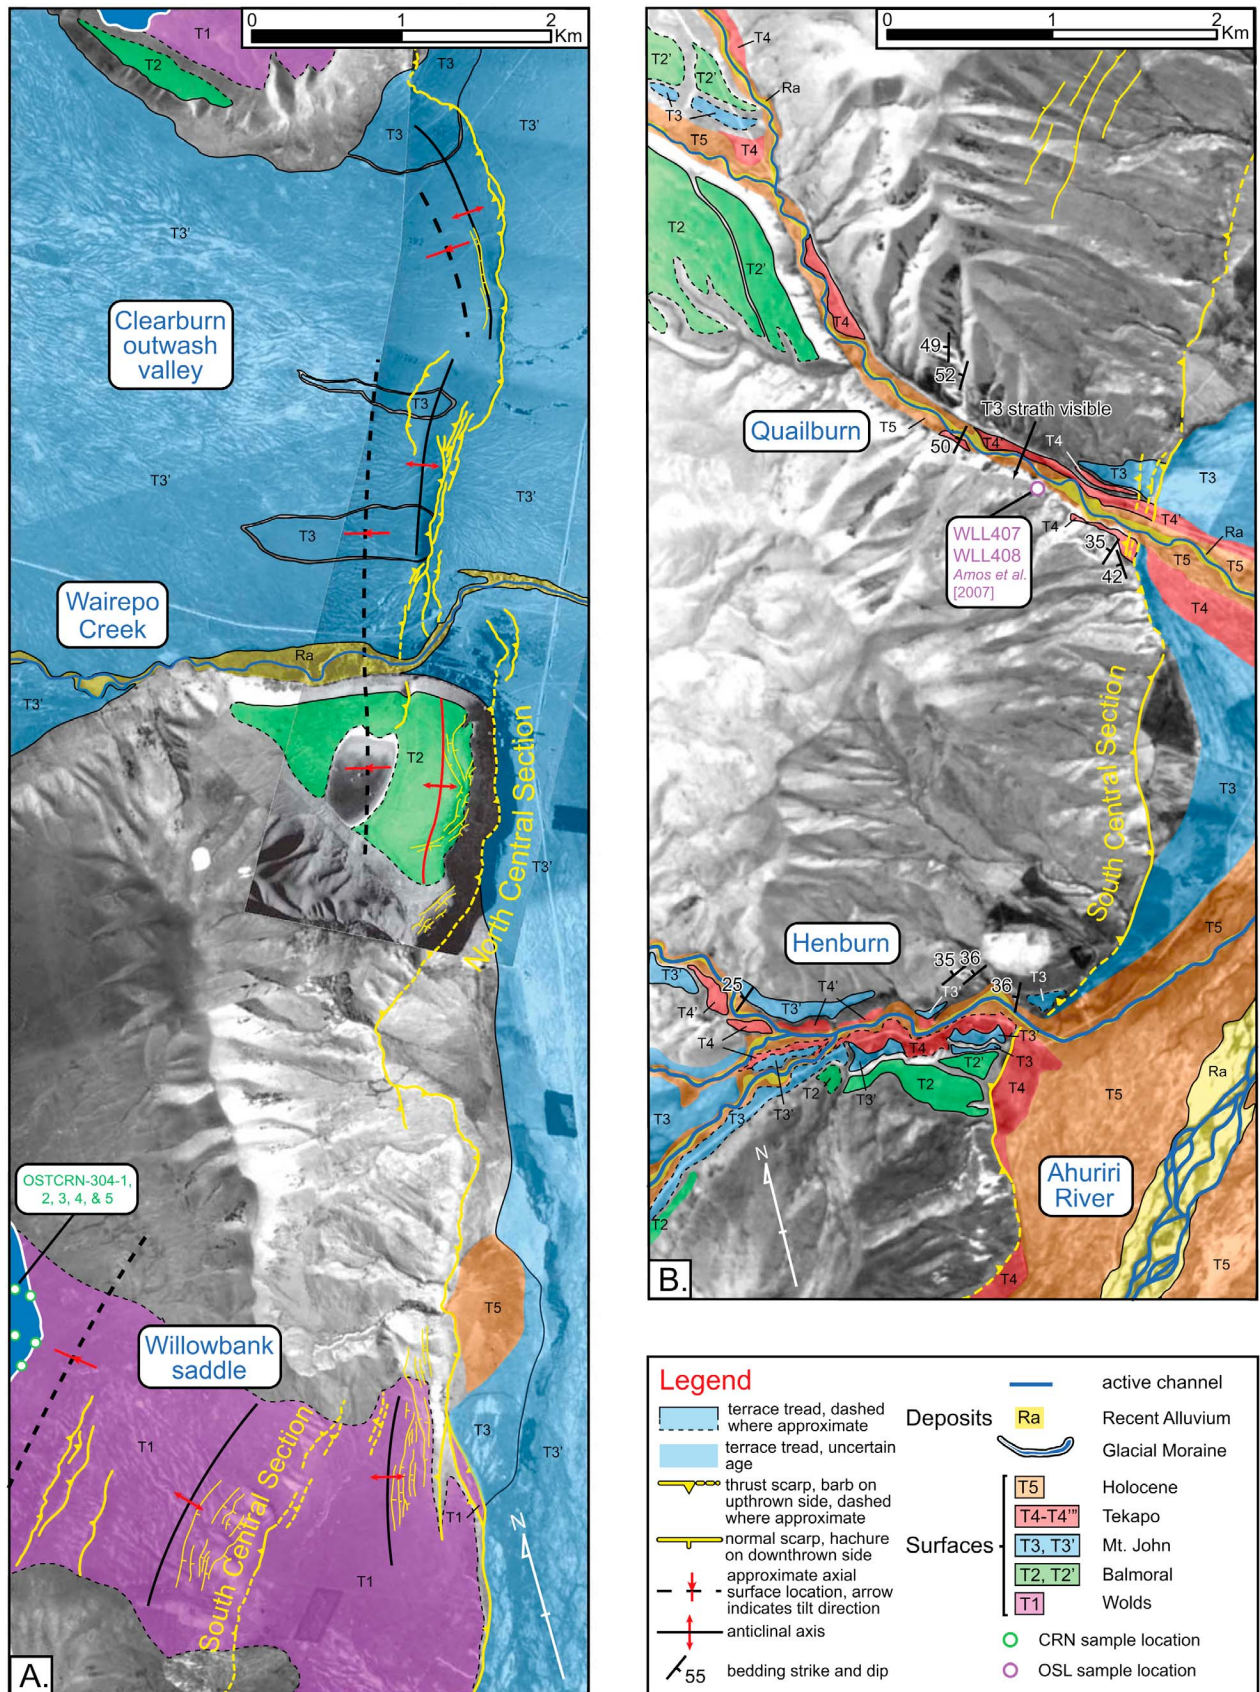 0 1 2 Km
T1
T2
T3
T3
T3'
T3'
Clearburn
outwash
valley
T3
T3'
T3'
T3
Wairepo
Creek
Ra
T3'
T2
North Central Section
T3'
OSTCRN-304-1,
2, 3, 4, & 5
T5
Willowbank
saddle
T3
T3'
T1
T1
T1
South Central Section
N
A.
0 1 2 Km
T4
T2'
T2'
Ra
T3
T5
T4
T2
T2'
T4
49
52
T3 strath visible
Quailburn
T5
50
T4'
T4
T3
T3
WLL407
WLL408
Amos et al.
[2007]
T4
T4'
Ra
35
T5
T5
42
T4
South Central Section
T3
Henburn
T5
35
36
T3'
25
T3'
T4'
T3'
36
T3
T4'
T4
T4
T3'
T3
T2'
T4
T3'
T2
T3'
T2
T3
T3
T5
Ra
T2
N
Ahuriri
River
T5
T4
B.
Legend
terrace tread, dashed
where approximate
terrace tread, uncertain
age
thrust scarp, barb on
upthrown side, dashed
where approximate
normal scarp, hachure
on downthrown side
approximate axial
surface location, arrow
indicates tilt direction
anticlinal axis
55 bedding strike and dip
active channel
Deposits Ra Recent Alluvium
Glacial Moraine
Surfaces
T5 Holocene
T4-T4''' Tekapo
T3, T3' Mt. John
T2, T2' Balmoral
T1 Wolds
CRN sample location
OSL sample location